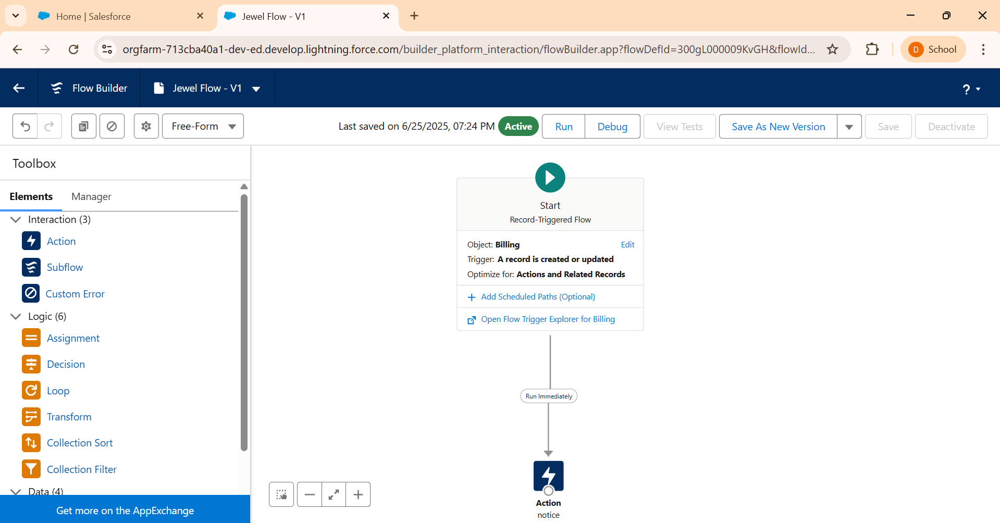 Home | Salesforce
Jewel Flow - V1
orgfarm-713cba40a1-dev-ed.develop.lightning.force.com/builder_platform_interaction/flowBuilder.app?flowDefId=300gL000009KvGH&flowId...
D School
Flow Builder
Jewel Flow - V1
?
Free-Form
Last saved on 6/25/2025, 07:24 PM
Active
Run
Debug
View Tests
Save As New Version
Save
Deactivate
Toolbox
Elements
Manager
Interaction (3)
Action
Subflow
Custom Error
Logic (6)
Assignment
Decision
Loop
Transform
Collection Sort
Collection Filter
Data (4)
Get more on the AppExchange
Start
Record-Triggered Flow
Object: Billing
Edit
Trigger: A record is created or updated
Optimize for: Actions and Related Records
Add Scheduled Paths (Optional)
Open Flow Trigger Explorer for Billing
Run Immediately
Action
notice